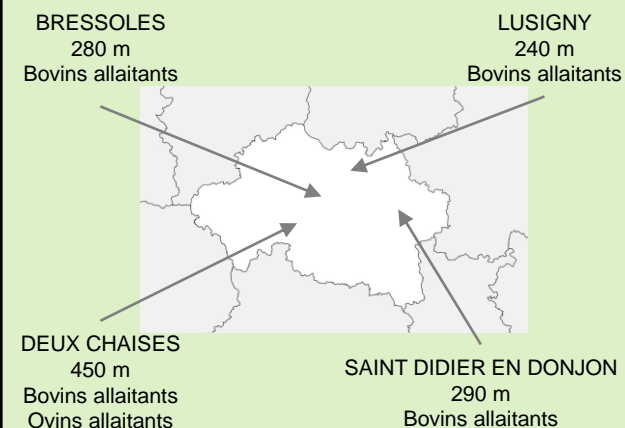 BRESSOLES
280 m
Bovins allaitants
LUSIGNY
240 m
Bovins allaitants
DEUX CHAISES
450 m
Bovins allaitants
Ovins allaitants
SAINT DIDIER EN DONJON
290 m
Bovins allaitants